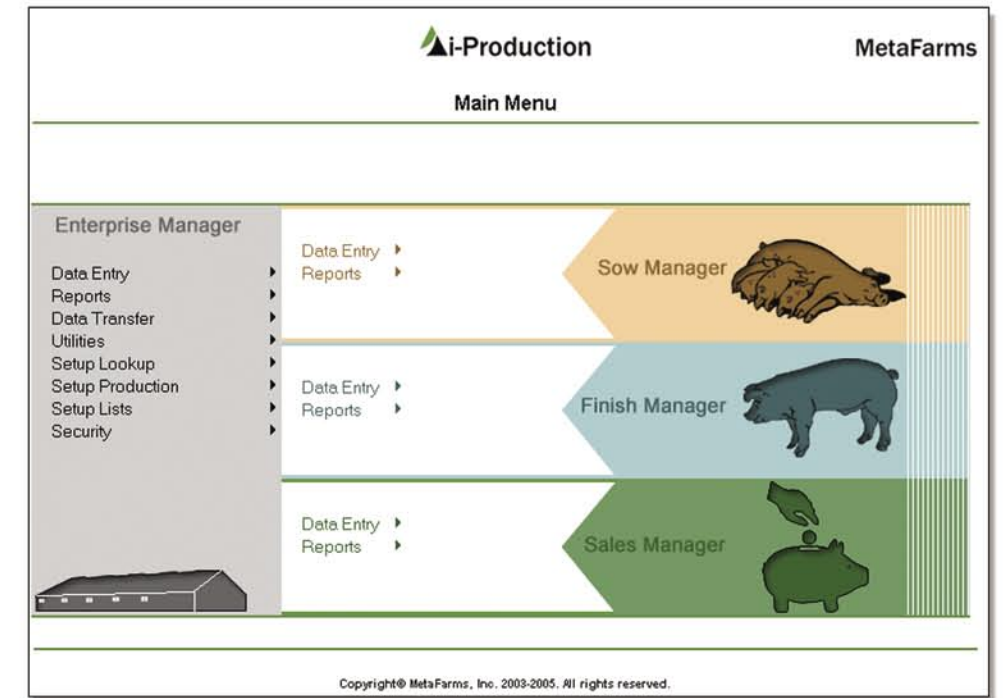 i-Production
MetaFarms
Main Menu
Enterprise Manager
Data Entry
Reports
Data Transfer
Utilities
Setup Lookup
Setup Production
Setup Lists
Security
Data Entry
Reports
Sow Manager
Data Entry
Reports
Finish Manager
Data Entry
Reports
Sales Manager
Copyright© MetaFarms, Inc. 2003-2005. All rights reserved.